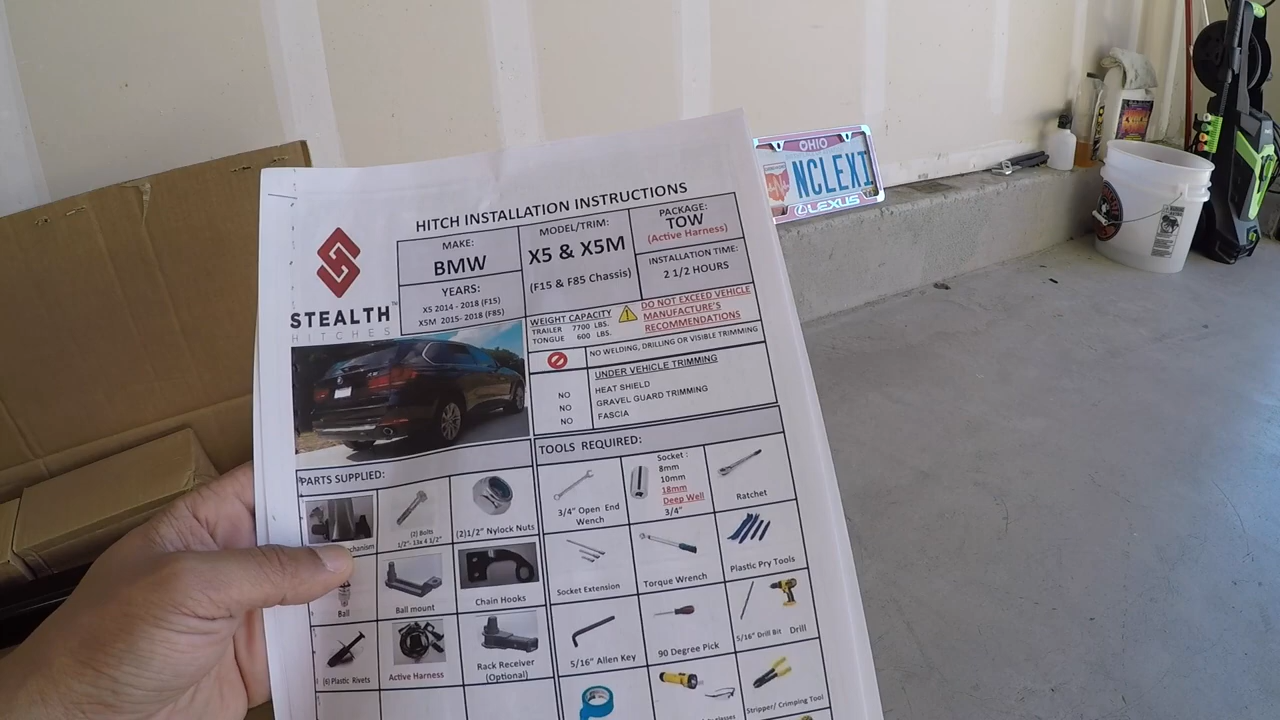 HITCH INSTALLATION INSTRUCTIONS
STEALTH™
HITCHES
MAKE:
BMW
YEARS:
X5 2014 - 2018 (F15)
X5M 2015- 2018 (F85)
MODEL/TRIM:
X5 & X5M
(F15 & F85 Chassis)
PACKAGE:
TOW
(Active Harness)
INSTALLATION TIME:
2 1/2 HOURS
WEIGHT CAPACITY
TRAILER 7700 LBS.
TONGUE 600 LBS.
DO NOT EXCEED VEHICLE
MANUFACTURE'S
RECOMMENDATIONS
NO WELDING, DRILLING OR VISIBLE TRIMMING
UNDER VEHICLE TRIMMING
NO HEAT SHIELD
NO GRAVEL GUARD TRIMMING
NO FASCIA
PARTS SUPPLIED:
(2) Bolts
1/2"- 13x 4 1/2"
(2)1/2" Nylock Nuts
Ball
Ball mount
Chain Hooks
(6) Plastic Rivets
Active Harness
Rack Receiver
(Optional)
TOOLS REQUIRED:
3/4" Open End
Wench
Socket :
8mm
10mm
18mm
Deep Well
3/4"
Ratchet
Socket Extension
Torque Wrench
Plastic Pry Tools
5/16" Allen Key
90 Degree Pick
5/16" Drill Bit Drill
Stripper/ Crimping Tool
OHIO
NCLEXI
LEXUS